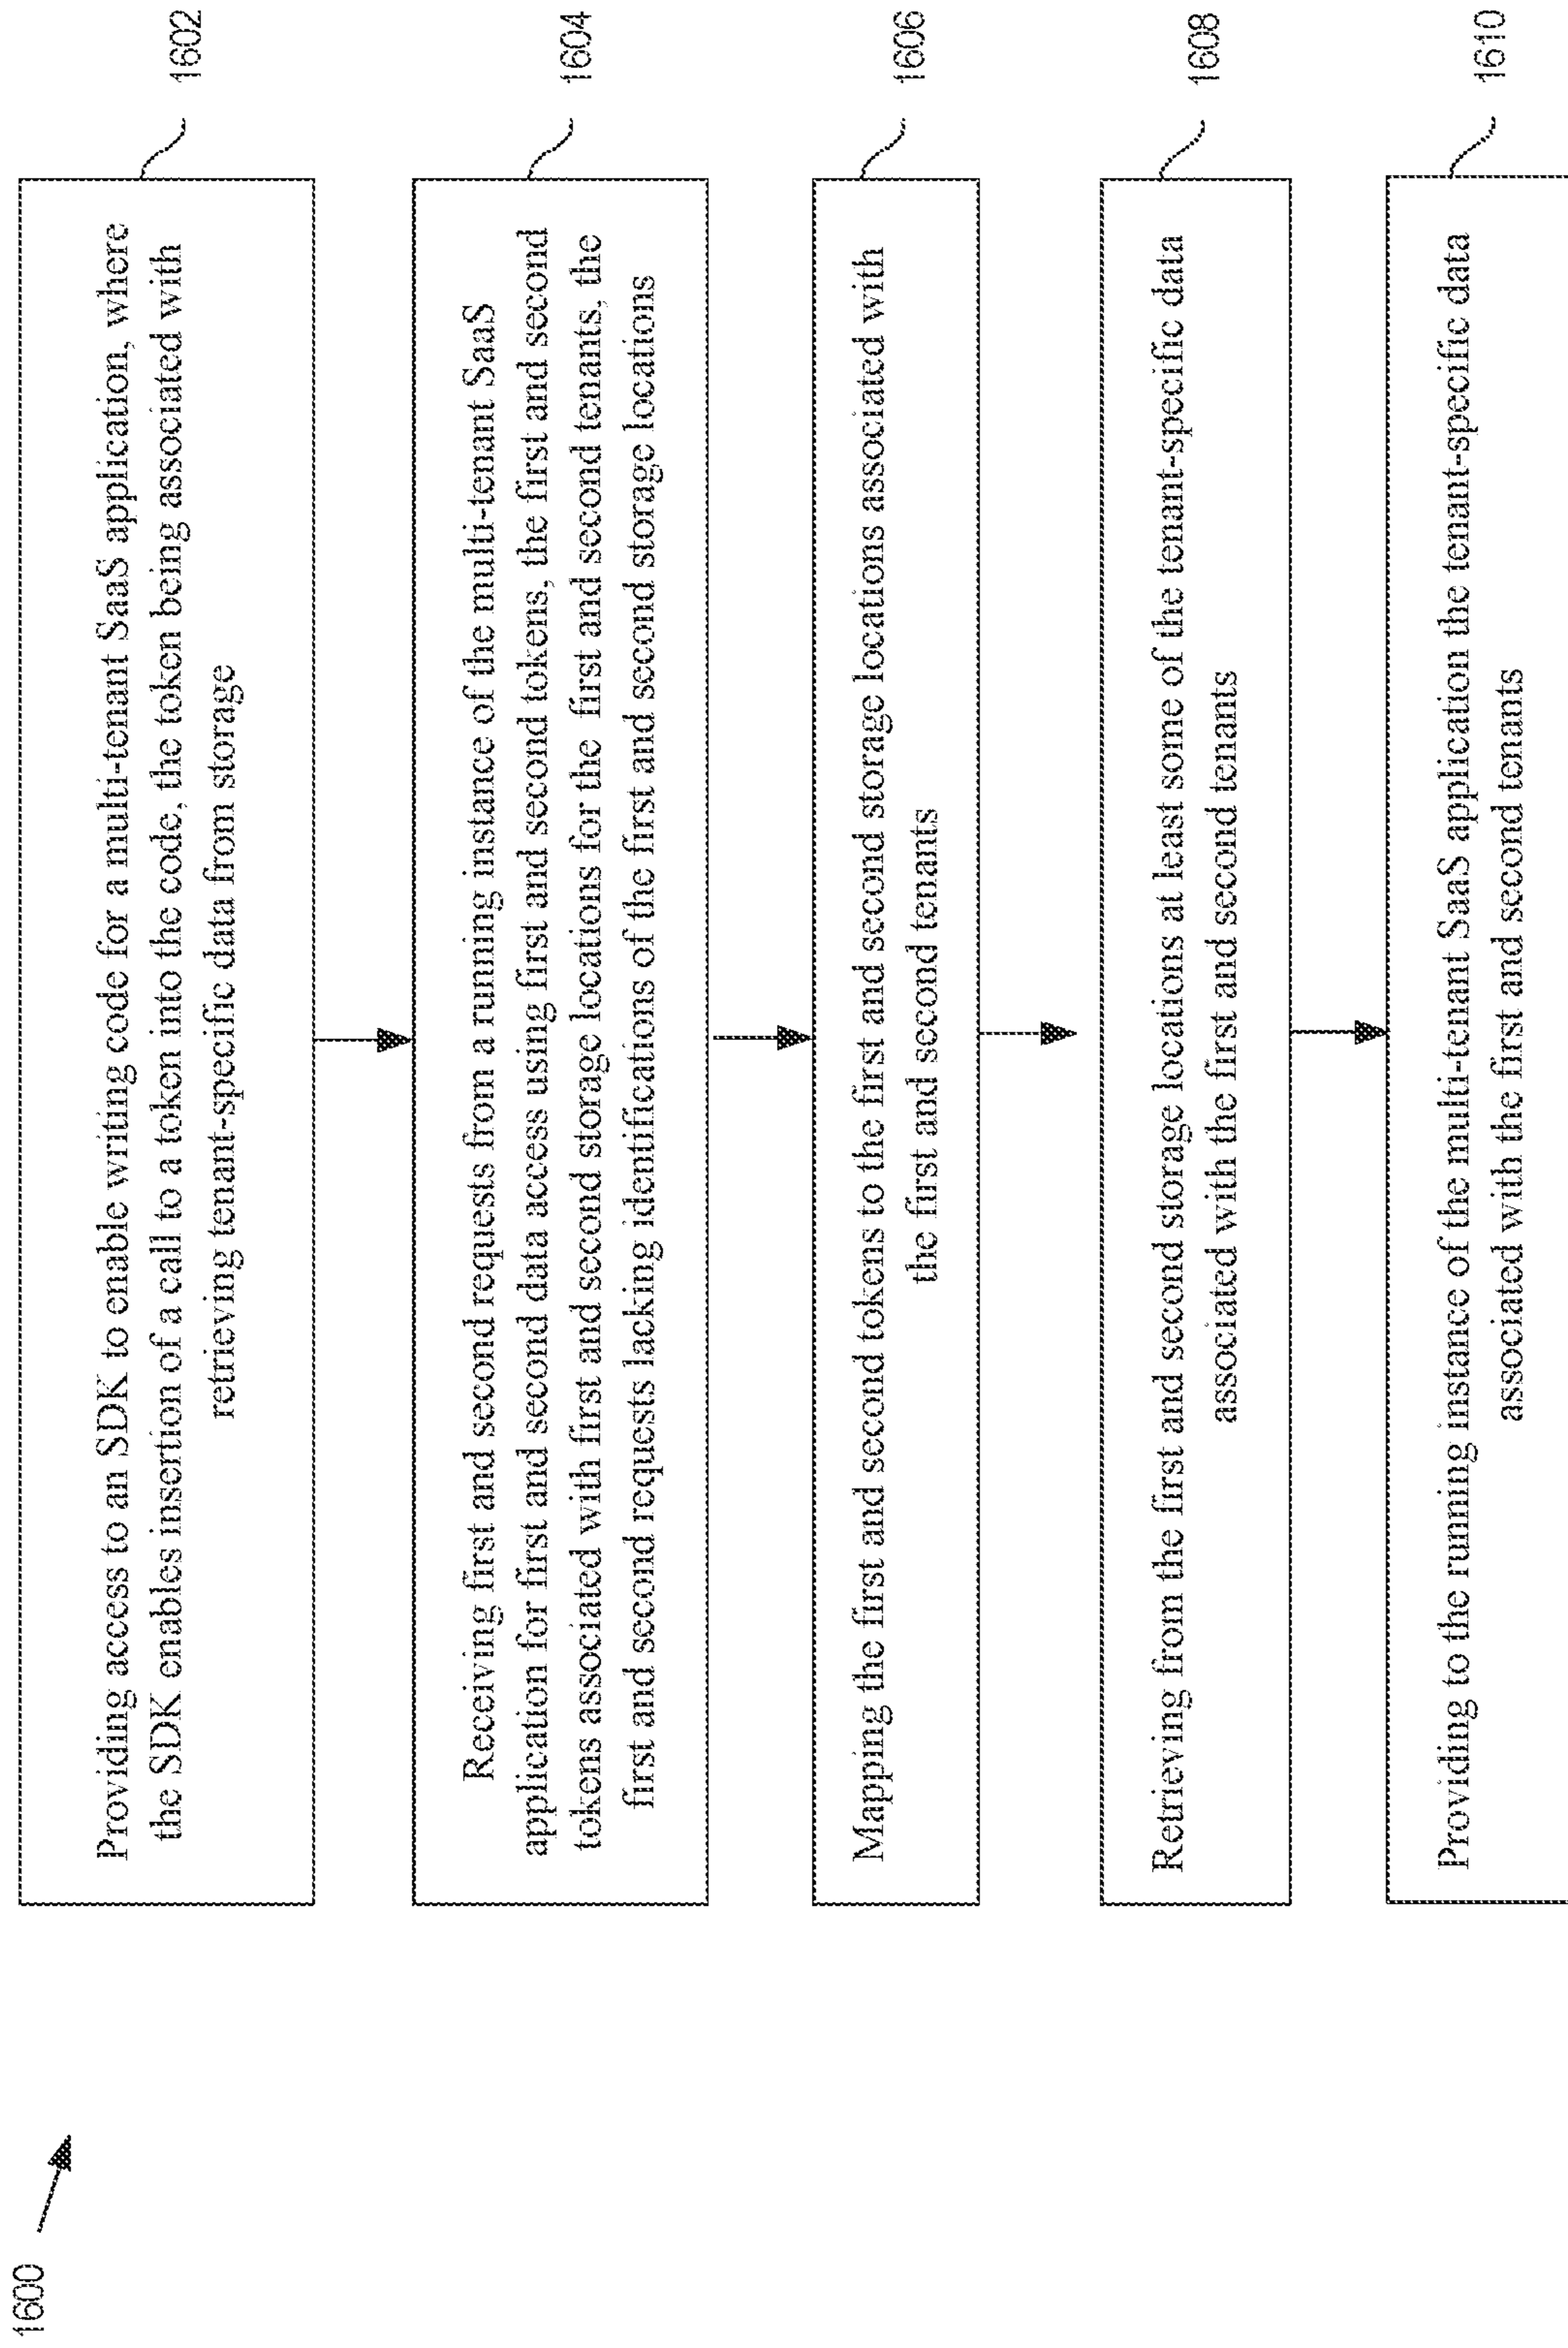 1600
Providing access to an SDK to enable writing code for a multi-tenant SaaS application, where
the SDK enables insertion of a call to a token into the code, the token being associated with
retrieving tenant-specific data from storage
1602
Receiving first and second requests from a running instance of the multi-tenant SaaS
application for first and second data access using first and second tokens, the first and second
tokens associated with first and second storage locations for the first and second tenants, the
first and second requests lacking identifications of the first and second storage locations
1604
Mapping the first and second tokens to the first and second storage locations associated with
the first and second tenants
1606
Retrieving from the first and second storage locations at least some of the tenant-specific data
associated with the first and second tenants
1608
Providing to the running instance of the multi-tenant SaaS application the tenant-specific data
associated with the first and second tenants
1610